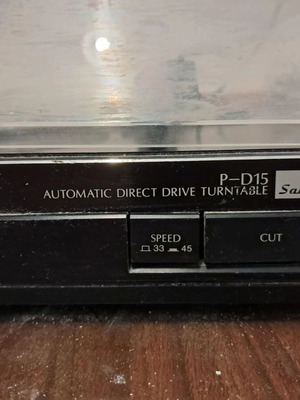 P-D15
AUTOMATIC DIRECT DRIVE TURNTABLE
SPEED
33 45
CUT